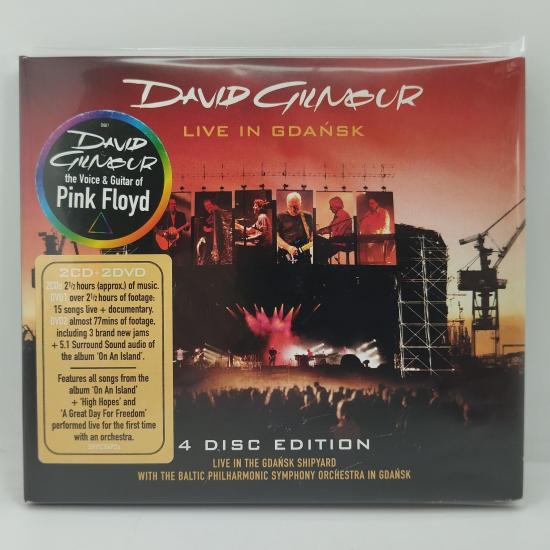 DAVID GILMOUR
LIVE IN GDAŃSK
DAVID
GILMOUR
the Voice & Guitar of
Pink Floyd
2CD+2DVD
2CDs 2½ hours (approx.) of music.
DVD1 over 2½ hours of footage:
15 songs live + documentary.
DVD2 almost 77mins of footage,
including 3 brand new jams
+ 5.1 Surround Sound audio of
the album 'On An Island'.
Features all songs from the
album 'On An Island'
+ 'High Hopes' and
'A Great Day For Freedom'
performed live for the first time
with an orchestra.
4 DISC EDITION
LIVE IN THE GDAŃSK SHIPYARD
WITH THE BALTIC PHILHARMONIC SYMPHONY ORCHESTRA IN GDAŃSK